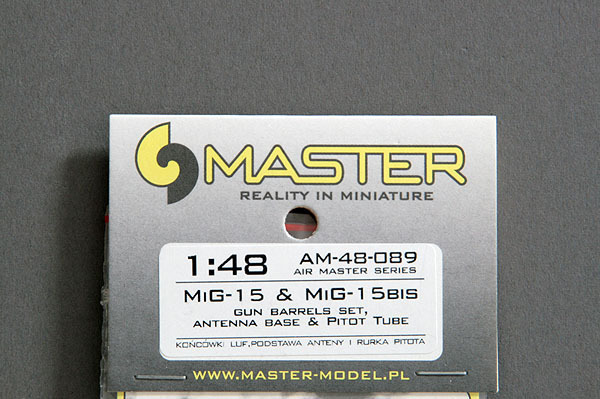 MASTER
REALITY IN MINIATURE
1:48 AM-48-089
AIR MASTER SERIES
MiG-15 & MiG-15BIS
GUN BARRELS SET,
ANTENNA BASE & PITOT TUBE
KOŃCÓWKI LUF,PODSTAWA ANTENY I RURKA PITOTA
WWW.MASTER-MODEL.PL